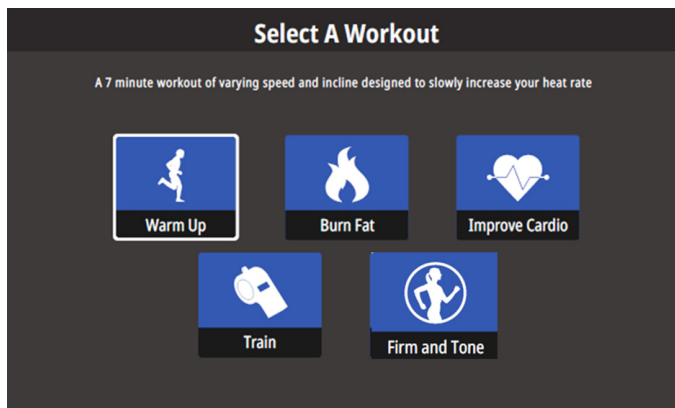 Select A Workout
A 7 minute workout of varying speed and incline designed to slowly increase your heat rate
Warm Up
Burn Fat
Improve Cardio
Train
Firm and Tone